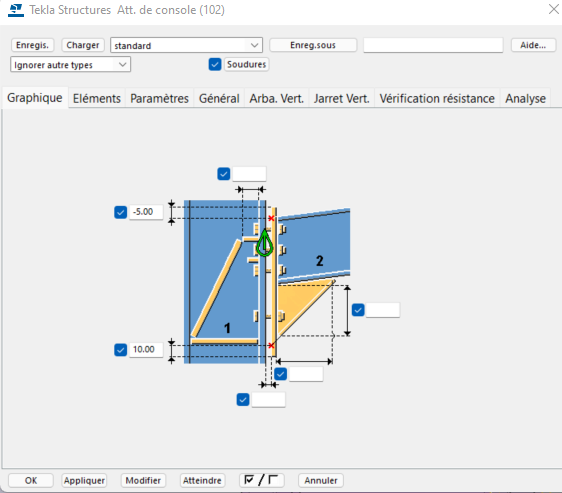 Tekla Structures Att. de console (102)
Enregis. Charger standard Enreg.sous Aide...
Ignorer autre types Soudures
Graphique Eléments Paramètres Général Arba. Vert. Jarret Vert. Vérification résistance Analyse
-5.00
2
1
10.00
OK Appliquer Modifier Atteindre / Annuler